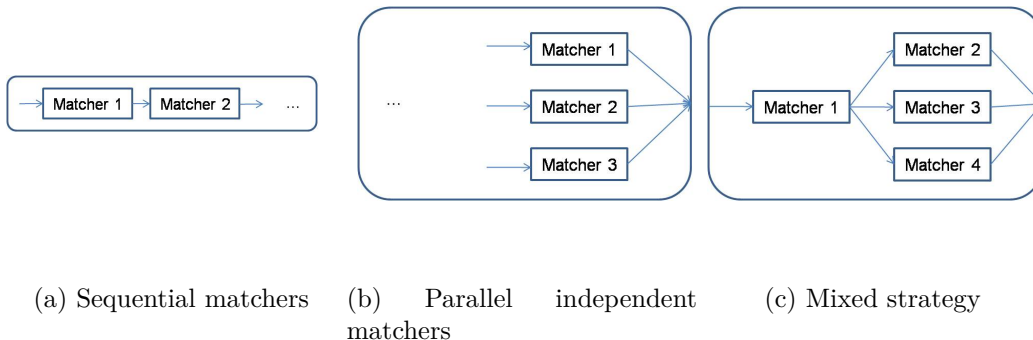 Matcher 1 Matcher 2 ...
... Matcher 1
Matcher 2
Matcher 3
Matcher 1
Matcher 2
Matcher 3
Matcher 4
(a) Sequential matchers
(b) Parallel independent
matchers
(c) Mixed strategy